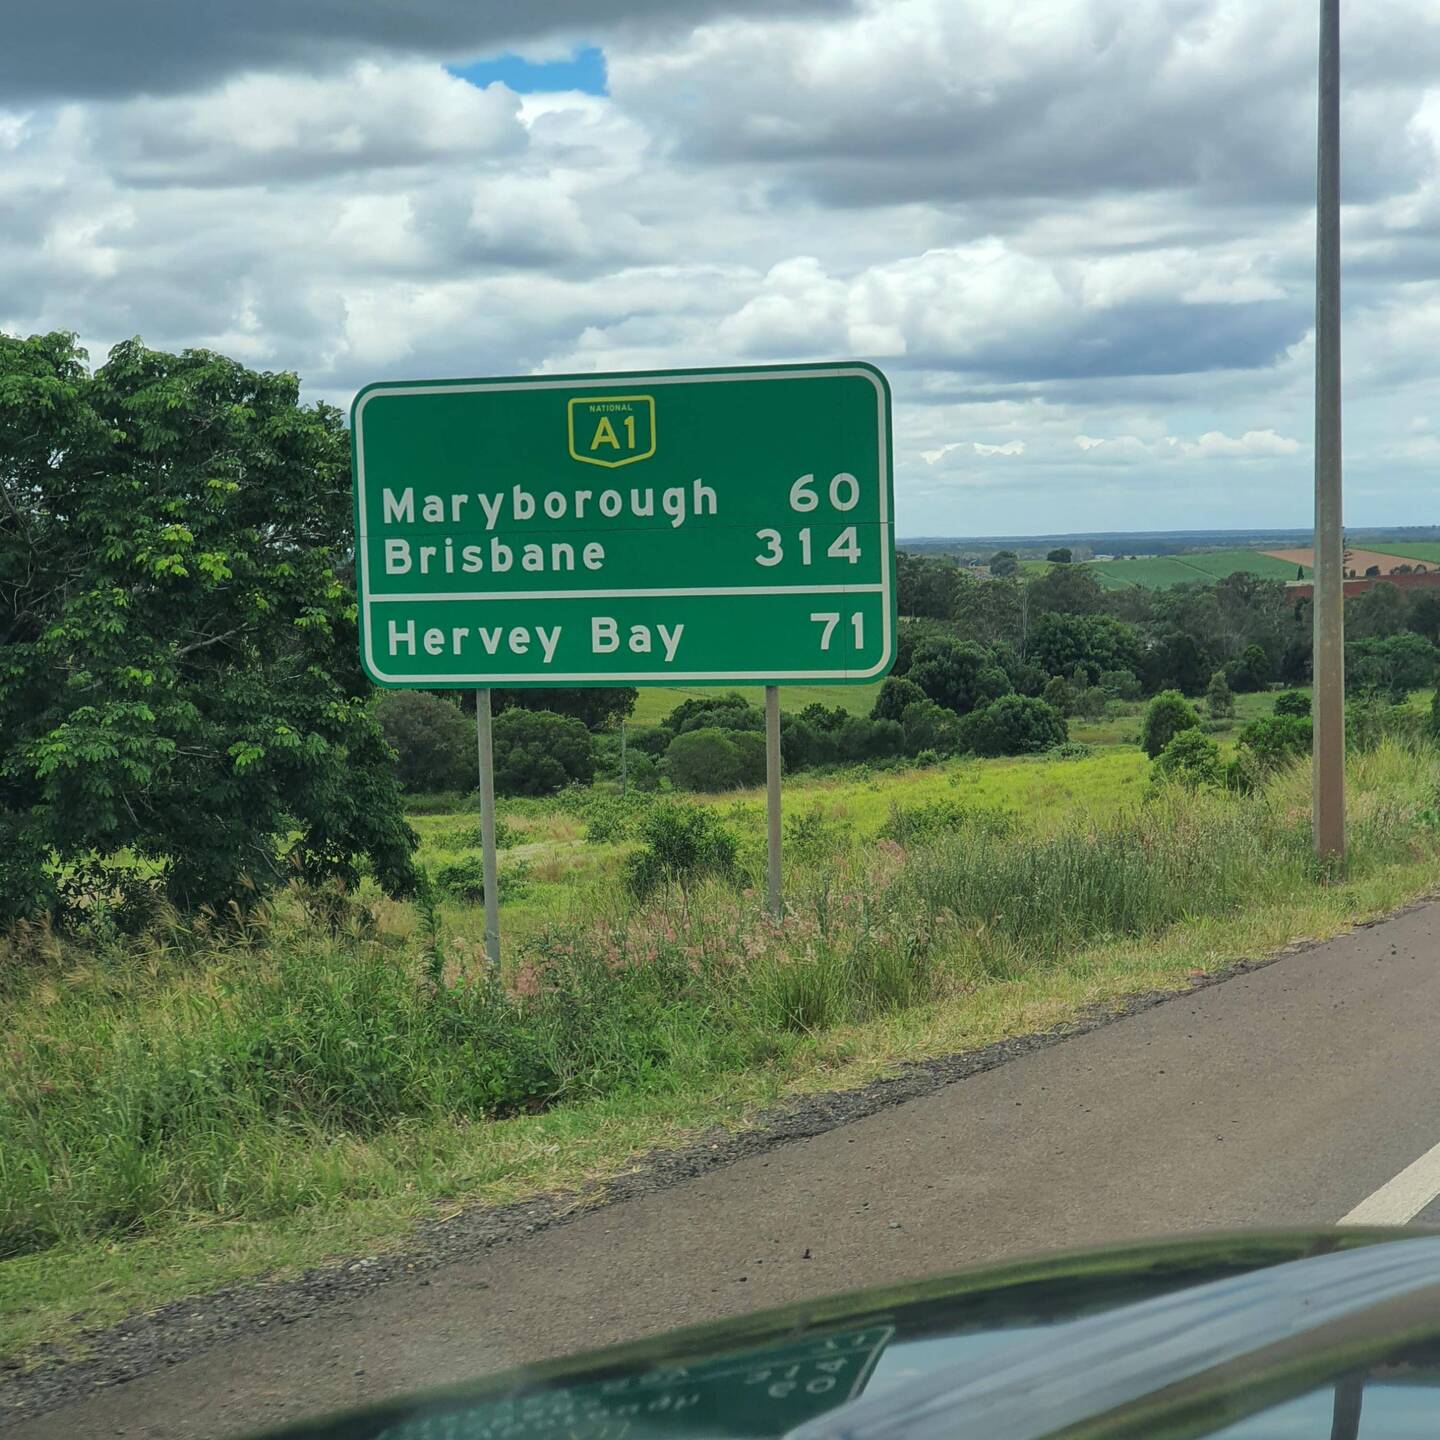 NATIONAL
A1
Maryborough 60
Brisbane 314
Hervey Bay 71